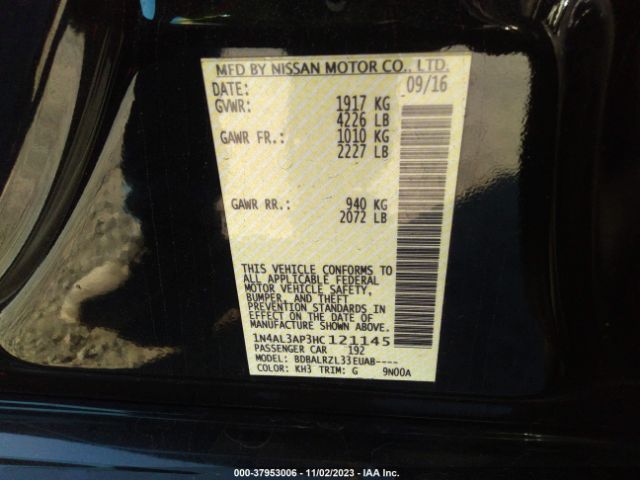 MFD BY NISSAN MOTOR CO., LTD.
DATE: 09/16
GVWR: 1917 KG
4226 LB
GAWR FR.: 1010 KG
2227 LB
GAWR RR.: 940 KG
2072 LB
THIS VEHICLE CONFORMS TO
ALL APPLICABLE FEDERAL
MOTOR VEHICLE SAFETY,
BUMPER, AND THEFT
PREVENTION STANDARDS IN
EFFECT ON THE DATE OF
MANUFACTURE SHOWN ABOVE.
1N4AL3AP3HC121145
PASSENGER CAR 192
MODEL: BDBALRZL33EUAB----
COLOR: KH3 TRIM: G 9N00A
000-37953006 - 11/02/2023 - IAA Inc.